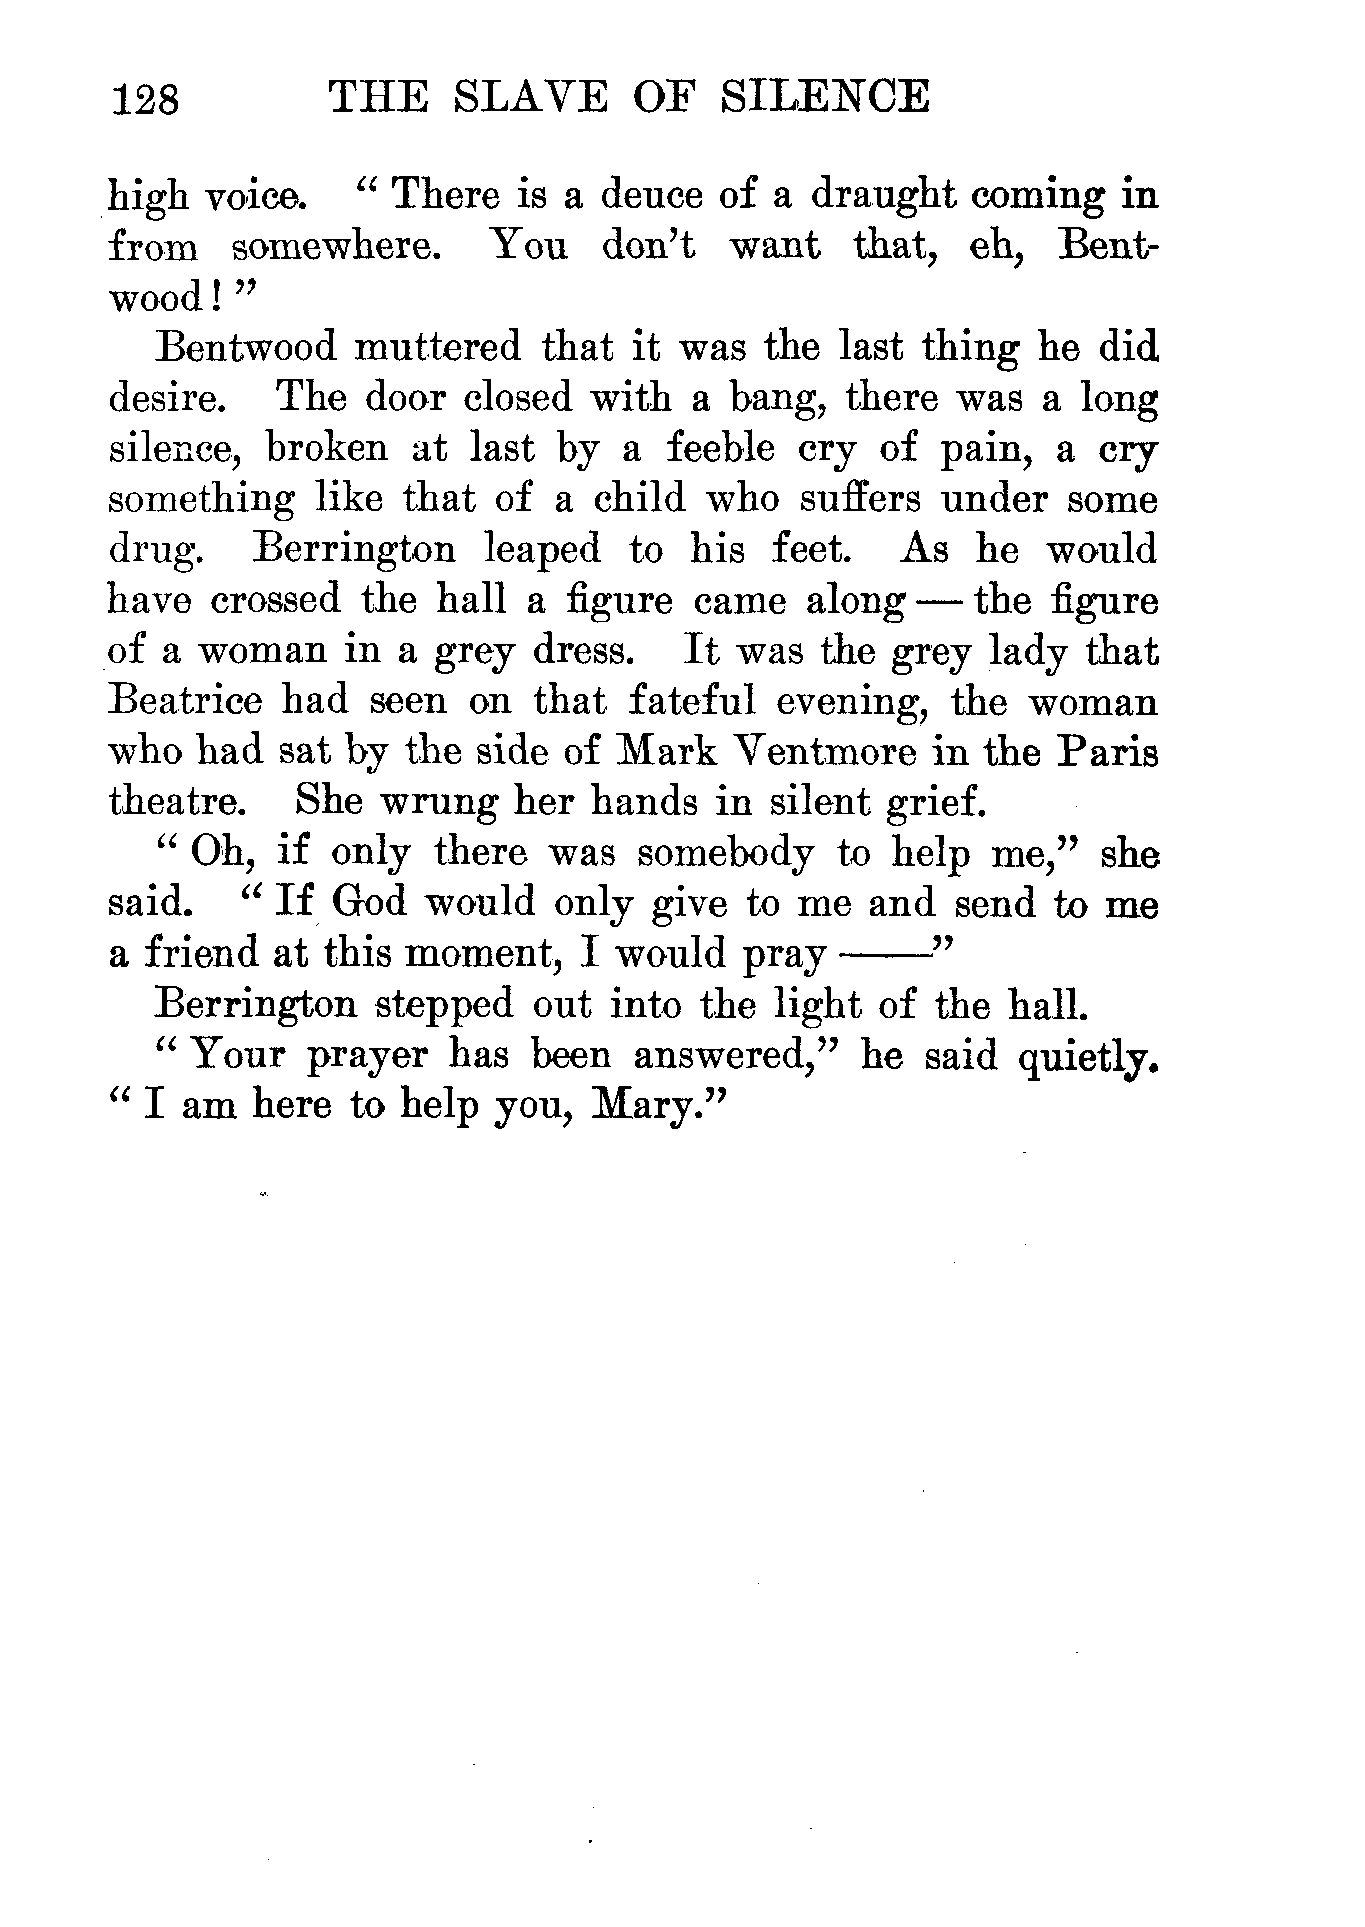 128 THE SLAVE OF SILENCE
high voice. “ There is a deuce of a draught coming in
from somewhere. You don’t want that, eh, Bent-
wood! ”
Bentwood muttered that it was the last thing he did
desire. The door closed with a bang, there was a long
silence, broken at last by a feeble cry of pain, a cry
something like that of a child who suffers under some
drug. Berrington leaped to his feet. As he would
have crossed the hall a figure came along — the figure
of a woman in a grey dress. It was the grey lady that
Beatrice had seen on that fateful evening, the woman
who had sat by the side of Mark Ventmore in the Paris
theatre. She wrung her hands in silent grief.
“ Oh, if only there was somebody to help me,” she
said. “ If God would only give to me and send to me
a friend at this moment, I would pray ——”
Berrington stepped out into the light of the hall.
“ Your prayer has been answered,” he said quietly.
“ I am here to help you, Mary.”